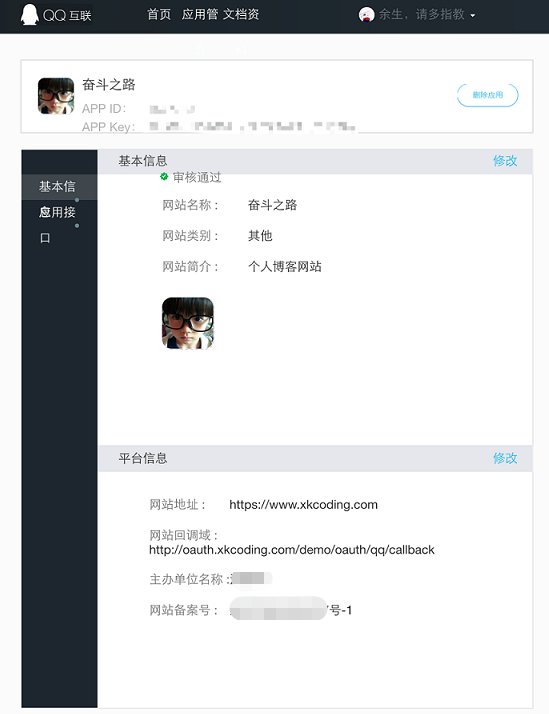 QQ互联 首页 应用管 文档资 余生，请多指教
奋斗之路
APP ID：
删除应用
APP Key：
基本信息 修改
审核通过
基本信
息
应用接
口
网站名称： 奋斗之路
网站类别： 其他
网站简介： 个人博客网站
平台信息 修改
网站地址： https://www.xkcoding.com
网站回调域：
http://oauth.xkcoding.com/demo/oauth/qq/callback
主办单位名称：
网站备案号： 号-1